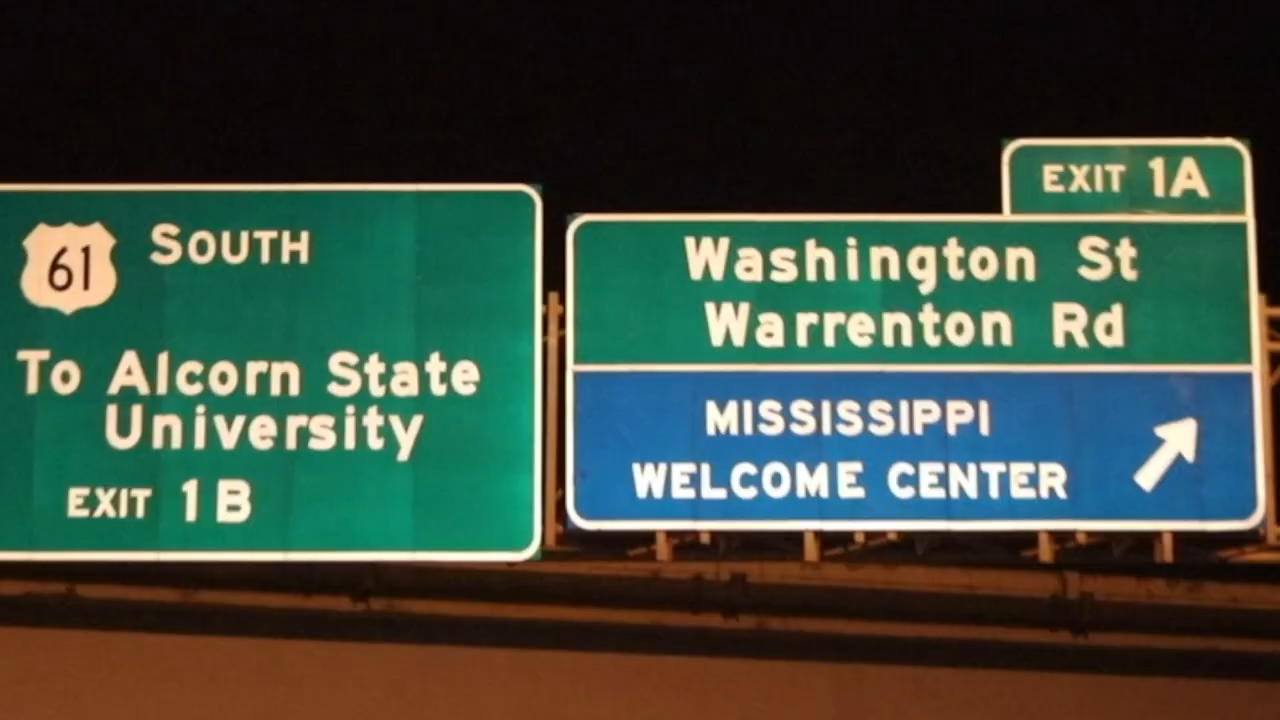 61 SOUTH
To Alcorn State
University
EXIT 1B
EXIT 1A
Washington St
Warrenton Rd
MISSISSIPPI
WELCOME CENTER